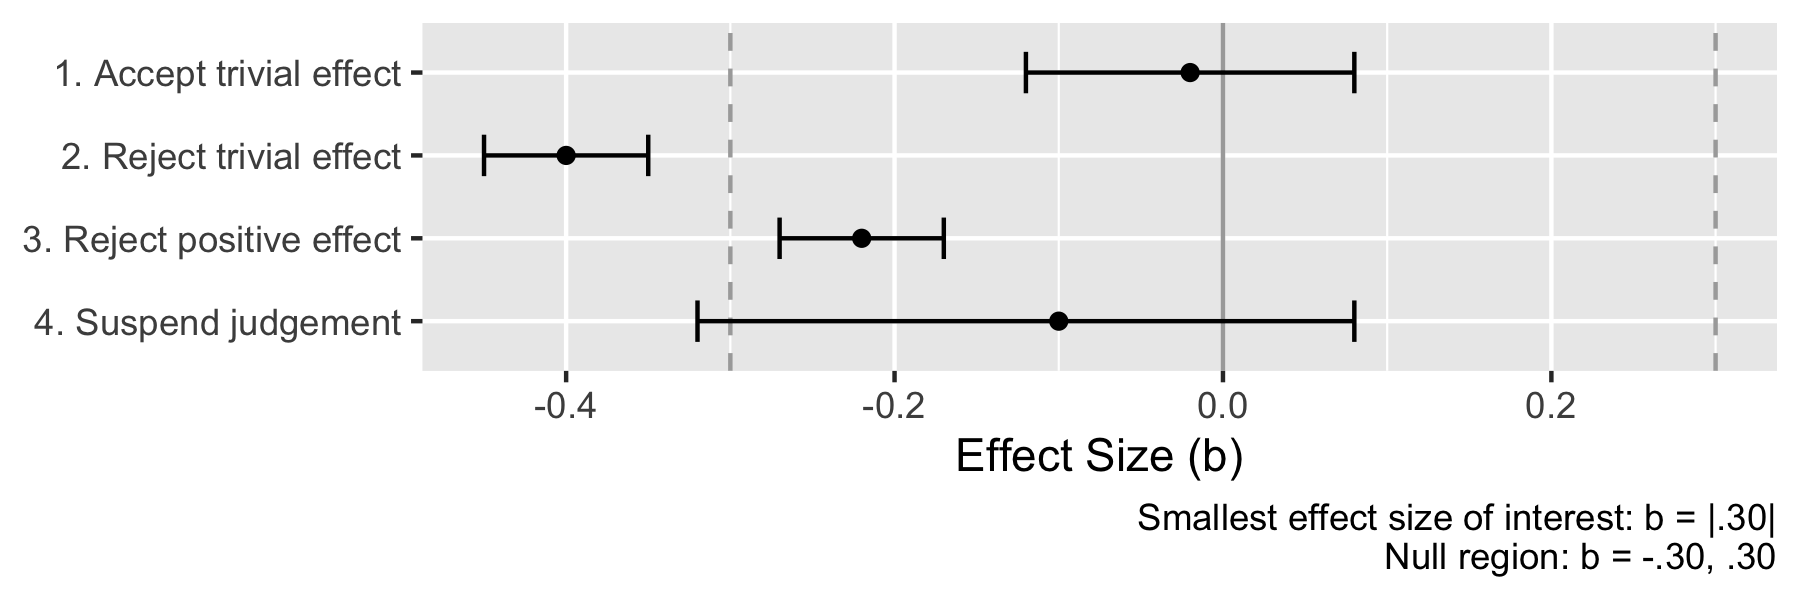 1. Accept trivial effect
2. Reject trivial effect
3. Reject positive effect
4. Suspend judgement
-0.4 -0.2 0.0 0.2
Effect Size (b)
Smallest effect size of interest: b = |.30|
Null region: b = -.30, .30